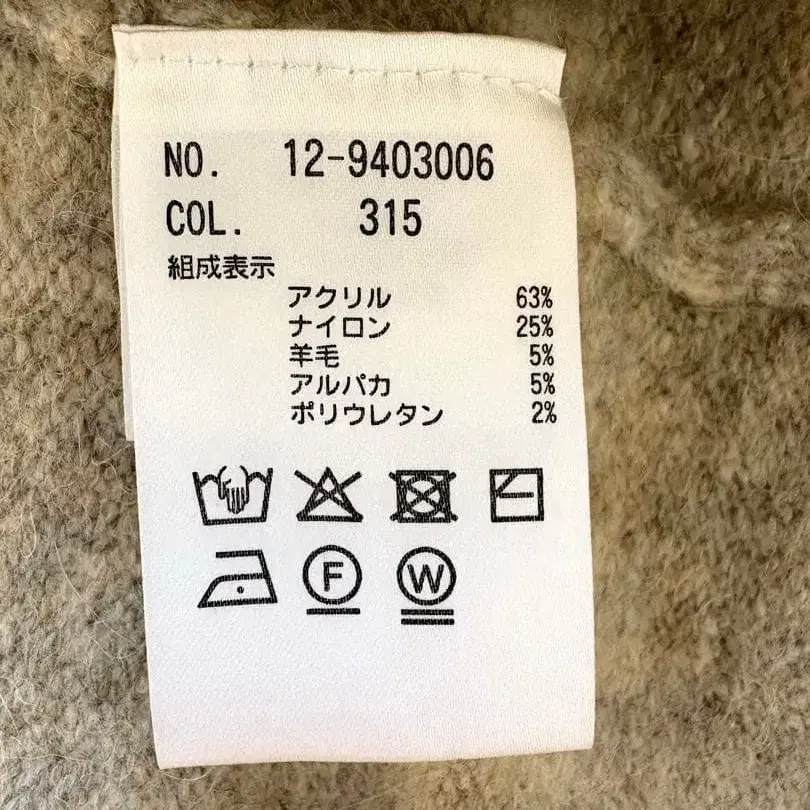 NO. 12-9403006
COL. 315
組成表示
アクリル 63%
ナイロン 25%
羊毛 5%
アルパカ 5%
ポリウレタン 2%
F W